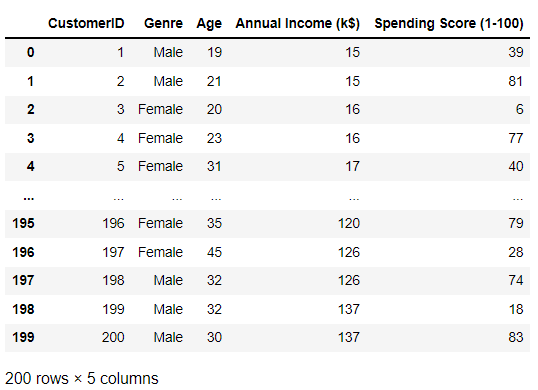 CustomerID Genre Age Annual Income (k$) Spending Score (1-100)
0 1 Male 19 15 39
1 2 Male 21 15 81
2 3 Female 20 16 6
3 4 Female 23 16 77
4 5 Female 31 17 40
... ... ... ... ... ...
195 196 Female 35 120 79
196 197 Female 45 126 28
197 198 Male 32 126 74
198 199 Male 32 137 18
199 200 Male 30 137 83
200 rows × 5 columns